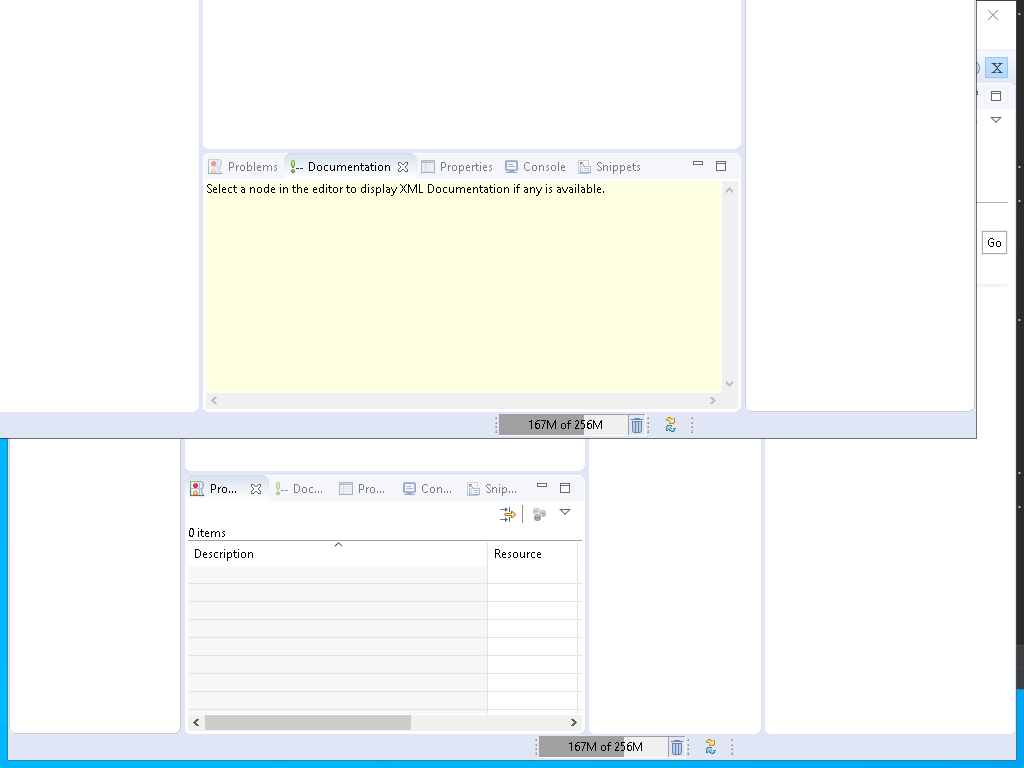 X
Problems Documentation Properties Console Snippets
Select a node in the editor to display XML Documentation if any is available.
Go
167M of 256M
Pro... Doc... Pro... Con... Snip...
0 items
Description Resource
167M of 256M